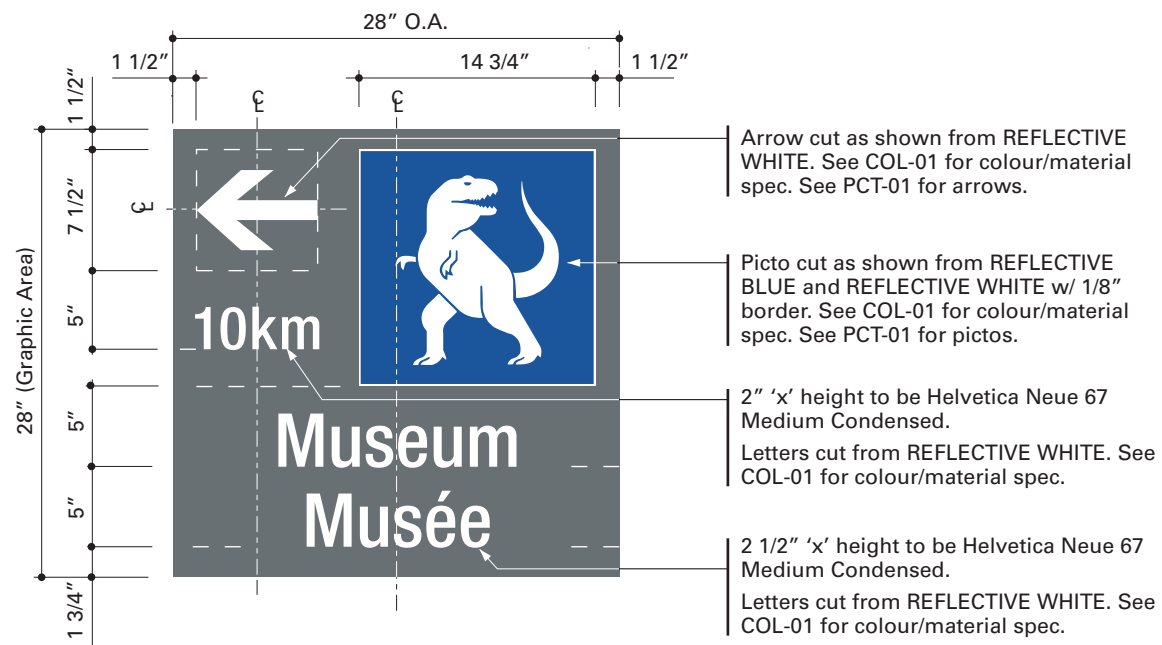 28” O.A.
1 1/2”
14 3/4”
1 1/2”
1 1/2”
7 1/2”
5”
28” (Graphic Area)
5”
5”
1 3/4”
10km
Museum
Musée
Arrow cut as shown from REFLECTIVE
WHITE. See COL-01 for colour/material
spec. See PCT-01 for arrows.
Picto cut as shown from REFLECTIVE
BLUE and REFLECTIVE WHITE w/ 1/8”
border. See COL-01 for colour/material
spec. See PCT-01 for pictos.
2” ‘x’ height to be Helvetica Neue 67
Medium Condensed.
Letters cut from REFLECTIVE WHITE. See
COL-01 for colour/material spec.
2 1/2” ‘x’ height to be Helvetica Neue 67
Medium Condensed.
Letters cut from REFLECTIVE WHITE. See
COL-01 for colour/material spec.